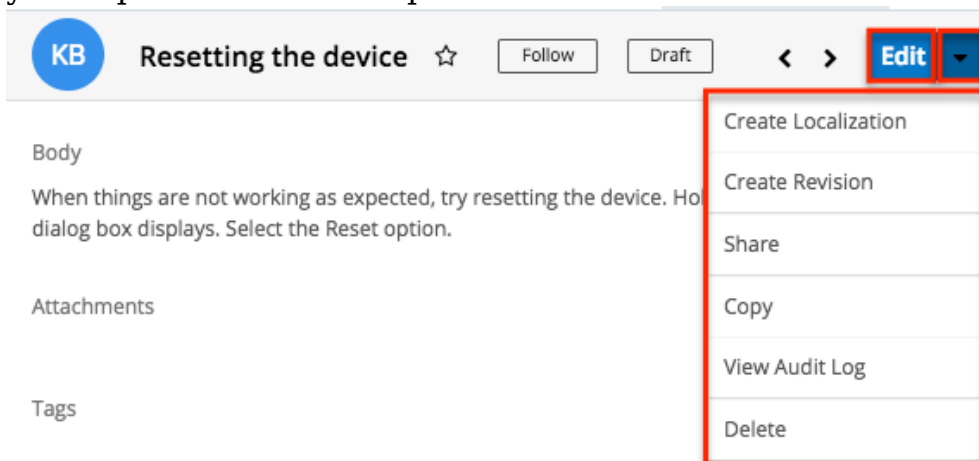 KB Resetting the device Follow Draft Edit
Create Localization
Body
Create Revision
When things are not working as expected, try resetting the device.
dialog box displays. Select the Reset option.
Share
Attachments
Copy
View Audit Log
Tags
Delete